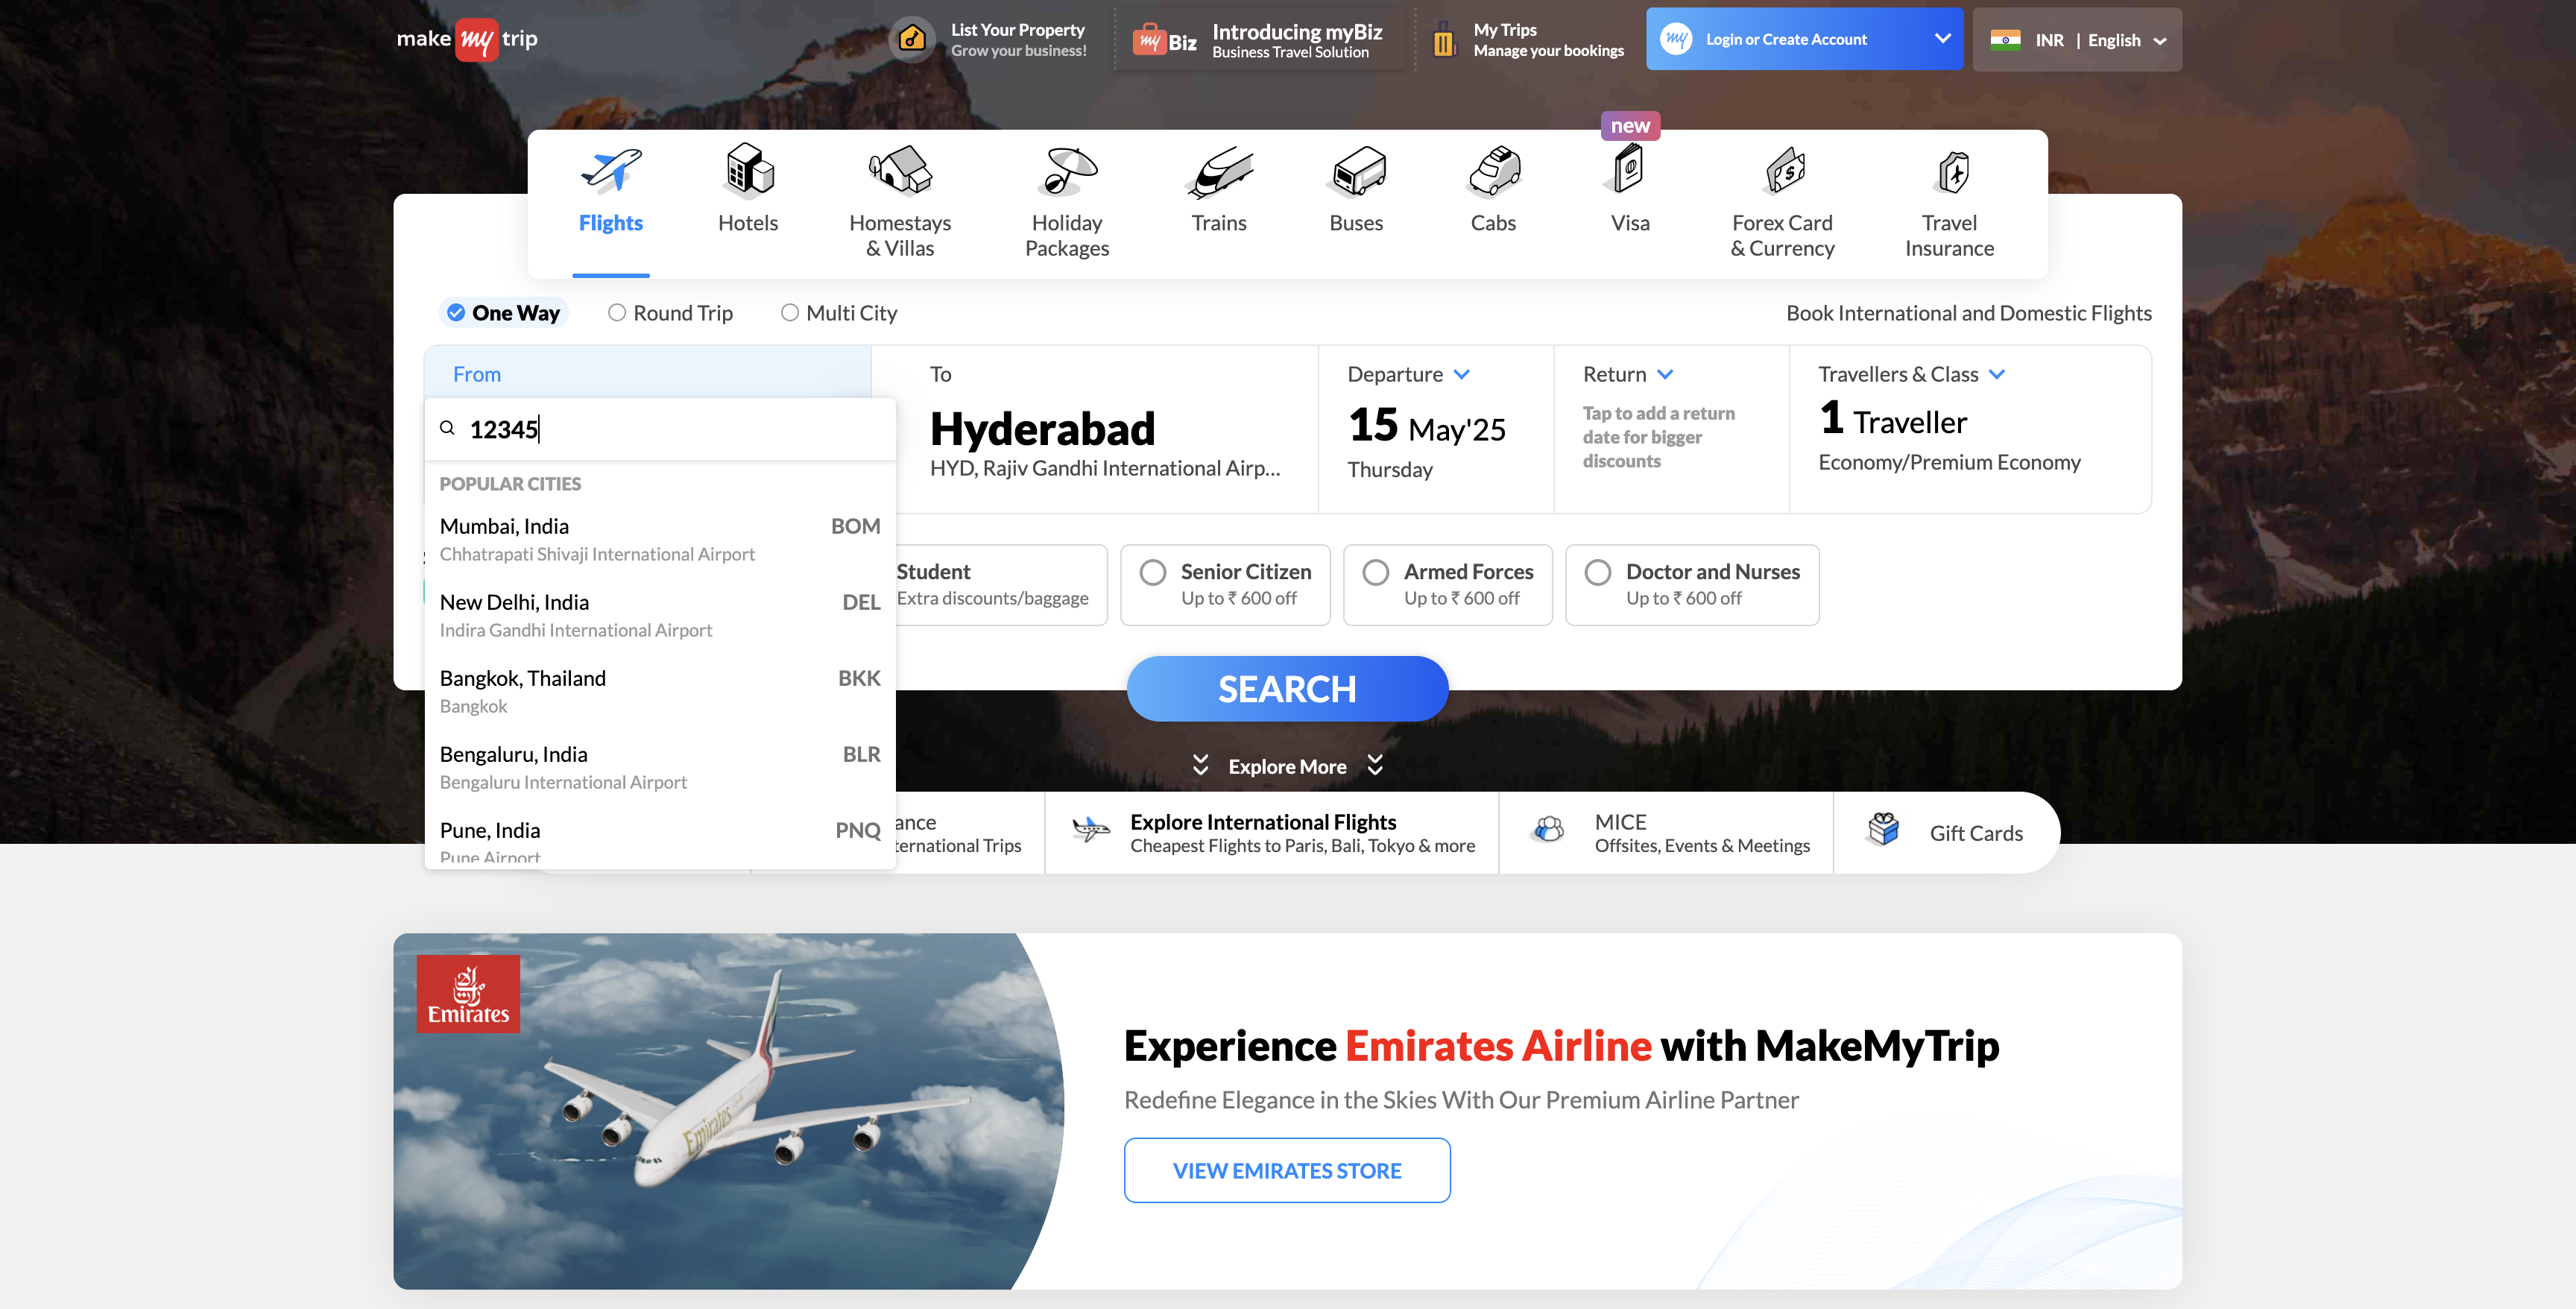 make my trip
List Your Property
Grow your business!
my Biz
Introducing myBiz
Business Travel Solution
My Trips
Manage your bookings
my
Login or Create Account
INR | English
new
Flights
Hotels
Homestays
& Villas
Holiday
Packages
Trains
Buses
Cabs
Visa
Forex Card
& Currency
Travel
Insurance
One Way
Round Trip
Multi City
Book International and Domestic Flights
From
12345
POPULAR CITIES
Mumbai, India
BOM
Chhatrapati Shivaji International Airport
New Delhi, India
DEL
Indira Gandhi International Airport
Bangkok, Thailand
BKK
Bangkok
Bengaluru, India
BLR
Bengaluru International Airport
Pune, India
PNQ
Pune Airport
To
Hyderabad
HYD, Rajiv Gandhi International Airp...
Departure
15 May'25
Thursday
Return
Tap to add a return
date for bigger
discounts
Travellers & Class
1 Traveller
Economy/Premium Economy
Student
Extra discounts/baggage
Senior Citizen
Up to ₹ 600 off
Armed Forces
Up to ₹ 600 off
Doctor and Nurses
Up to ₹ 600 off
SEARCH
Explore More
ance
ternational Trips
Explore International Flights
Cheapest Flights to Paris, Bali, Tokyo & more
MICE
Offsites, Events & Meetings
Gift Cards
Emirates
Emirates
Experience Emirates Airline with MakeMyTrip
Redefine Elegance in the Skies With Our Premium Airline Partner
VIEW EMIRATES STORE